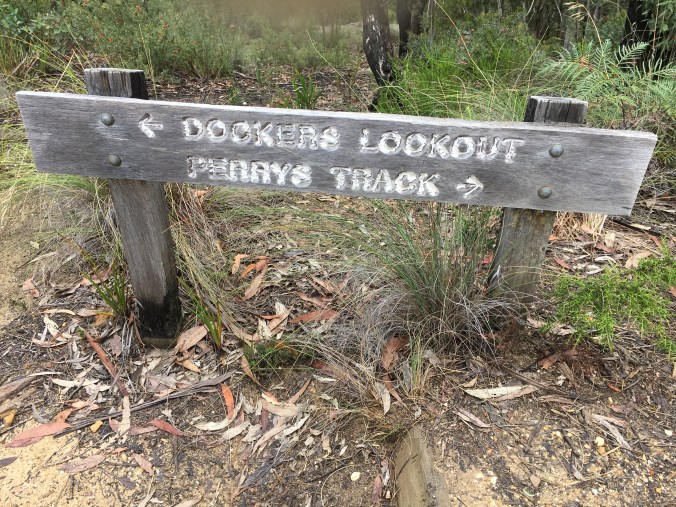 ← DOCKERS LOOKOUT
PERRYS TRACK →